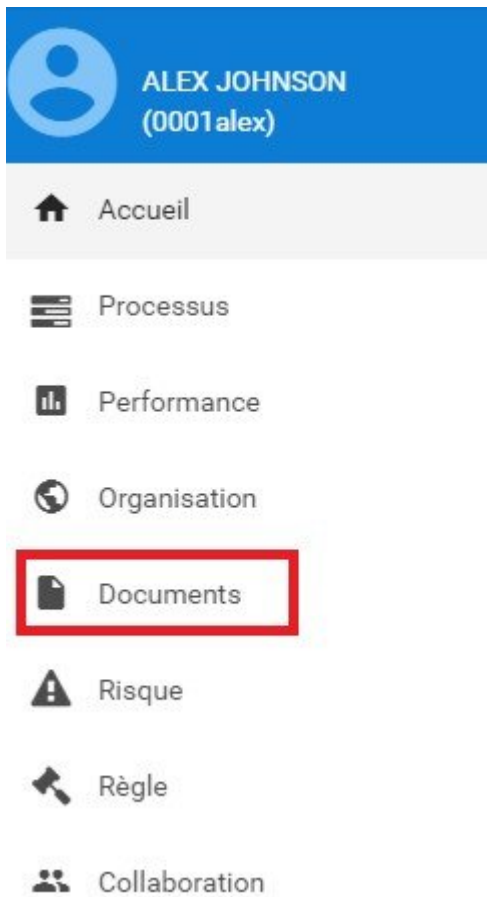 ALEX JOHNSON
(0001alex)
Accueil
Processus
Performance
Organisation
Documents
Risque
Règle
Collaboration